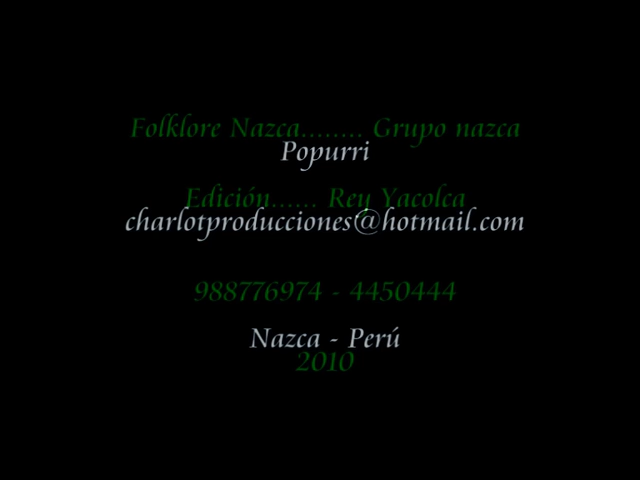 Folklore Nazca........ Grupo nazca
Popurri
Edición...... Rey Yacolca
charlotproducciones@hotmail.com
988776974 - 4450444
Nazca - Perú
2010